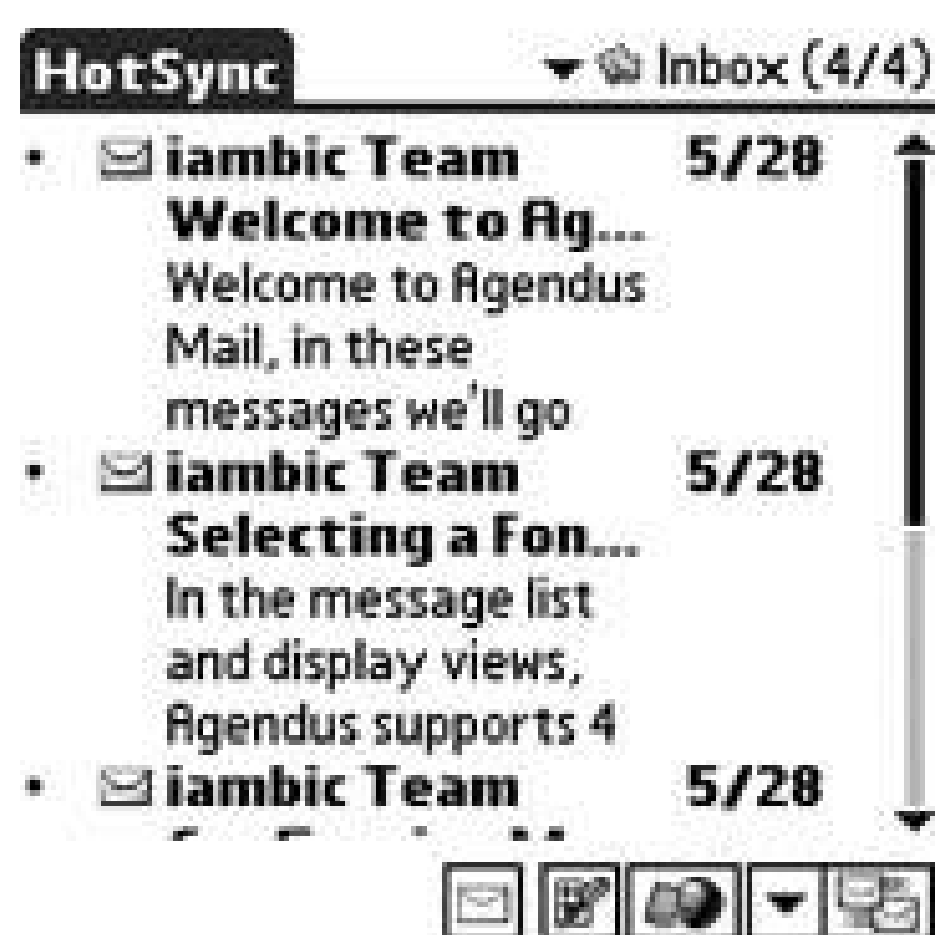 HotSync Inbox (4/4)
iambic Team 5/28
Welcome to Ag...
Welcome to Agendus
Mail, in these
messages we'll go
iambic Team 5/28
Selecting a Fon...
In the message list
and display views,
Agendus supports 4
iambic Team 5/28